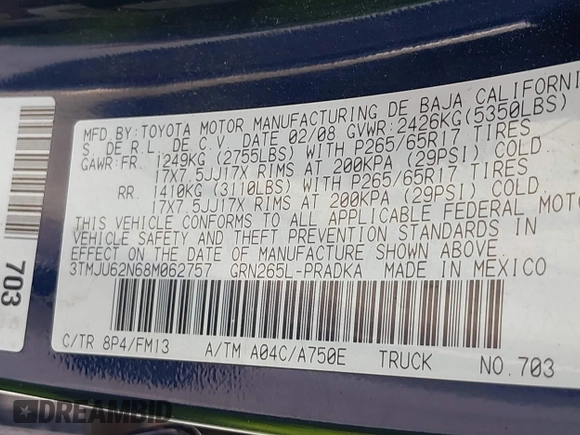 MFD.BY:TOYOTA MOTOR MANUFACTURING DE BAJA CALIFORNI
S. DE R.L. DE C.V. DATE 02/08 GVWR:2426KG(5350LBS)
GAWR:FR. 1249KG (2755LBS) WITH P265/65R17 TIRES
17X7.5JJ17X RIMS AT 200KPA (29PSI) COLD.
RR. 1410KG (3110LBS) WITH P265/65R17 TIRES
17X7.5JJ17X RIMS AT 200KPA (29PSI) COLD.
THIS VEHICLE CONFORMS TO ALL APPLICABLE FEDERAL MOTO
VEHICLE SAFETY AND THEFT PREVENTION STANDARDS IN
EFFECT ON THE DATE OF MANUFACTURE SHOWN ABOVE.
3TMJU62N68M062757 GRN265L-PRADKA MADE IN MEXICO
C/TR 8P4/FM13 A/TM A04C/A750E TRUCK NO.703
703
DREAMBID